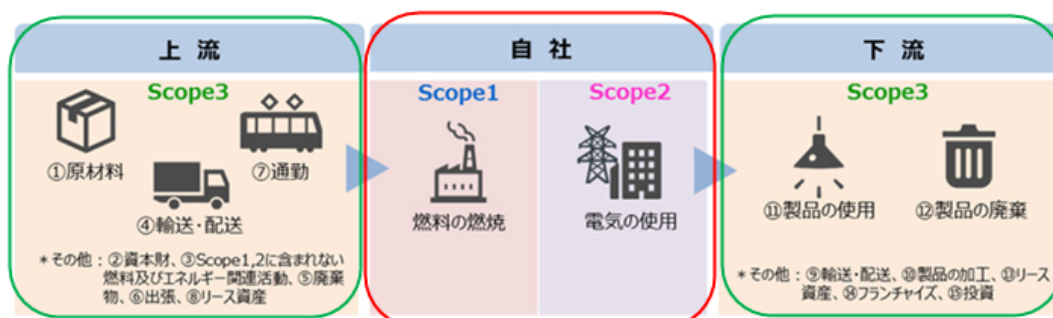 上流
Scope3
①原材料
⑦通勤
④輸送・配送
*その他：②資本財、③Scope1,2に含まれない
燃料及びエネルギー関連活動、⑤廃棄
物、⑥出張、⑧リース資産
自社
Scope1
燃料の燃焼
Scope2
電気の使用
下流
Scope3
⑪製品の使用
⑫製品の廃棄
*その他：⑨輸送・配送、⑩製品の加工、⑬リース
資産、⑭フランチャイズ、⑮投資